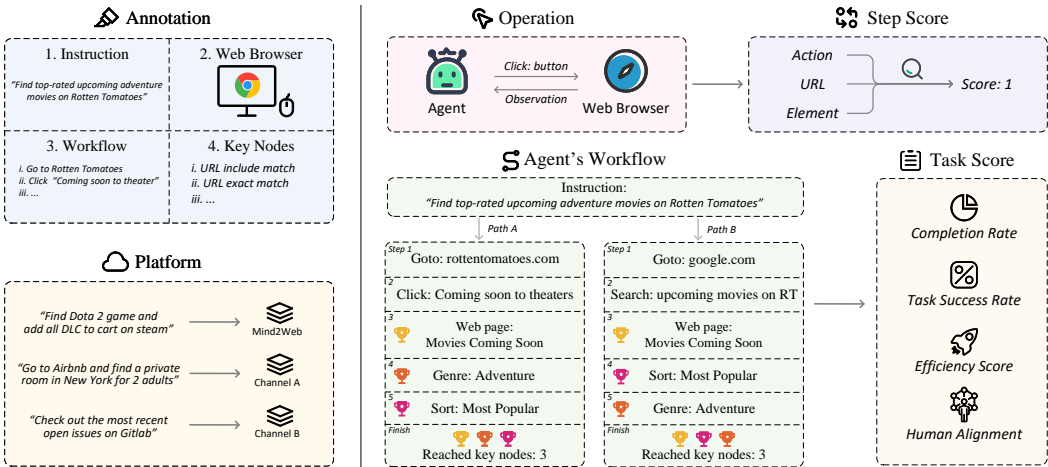 Annotation
1. Instruction
“Find top-rated upcoming adventure
movies on Rotten Tomatoes”
2. Web Browser
3. Workflow
i. Go to Rotten Tomatoes
ii. Click “Coming soon to theater”
iii. ...
4. Key Nodes
i. URL include match
ii. URL exact match
iii. ...
Platform
“Find Dota 2 game and
add all DLC to cart on steam”
Mind2Web
“Go to Airbnb and find a private
room in New York for 2 adults”
Channel A
“Check out the most recent
open issues on Gitlab”
Channel B
Operation
Agent
Click: button
Observation
Web Browser
Step Score
Action
URL
Element
Score: 1
Agent’s Workflow
Instruction:
“Find top-rated upcoming adventure movies on Rotten Tomatoes”
Path A
Step 1
Goto: rottentomatoes.com
2
Click: Coming soon to theaters
3
Web page:
Movies Coming Soon
4
Genre: Adventure
5
Sort: Most Popular
Finish
Reached key nodes: 3
Path B
Step 1
Goto: google.com
2
Search: upcoming movies on RT
3
Web page:
Movies Coming Soon
4
Sort: Most Popular
5
Genre: Adventure
Finish
Reached key nodes: 3
Task Score
Completion Rate
Task Success Rate
Efficiency Score
Human Alignment